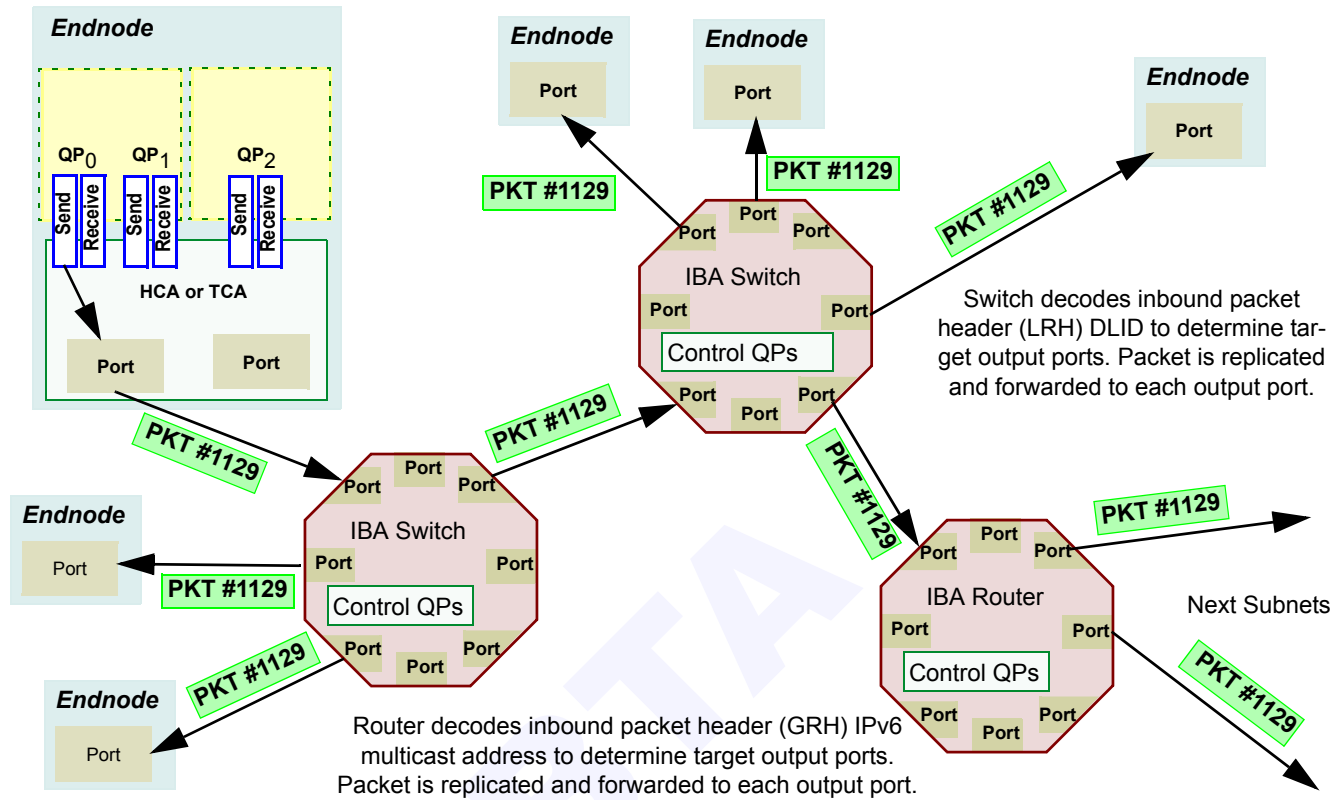 Endnode
QP0 QP1 QP2
Send Receive Send Receive Send Receive
HCA or TCA
Port Port
PKT #1129
Endnode
Port
PKT #1129
Endnode
Port
PKT #1129
Endnode
Port
PKT #1129
Port
Port Port
IBA Switch
Port Port
Control QPs
Port Port
Port
Switch decodes inbound packet
header (LRH) DLID to determine tar-
get output ports. Packet is replicated
and forwarded to each output port.
PKT #1129
PKT #1129
Port
Port Port
IBA Switch
Port Port
Control QPs
Port Port
Port
Endnode
Port
PKT #1129
Endnode
Port
PKT #1129
Port
Port Port
IBA Router
Port Port
Control QPs
Port Port
Port
PKT #1129
Next Subnets
PKT #1129
Router decodes inbound packet header (GRH) IPv6
multicast address to determine target output ports.
Packet is replicated and forwarded to each output port.